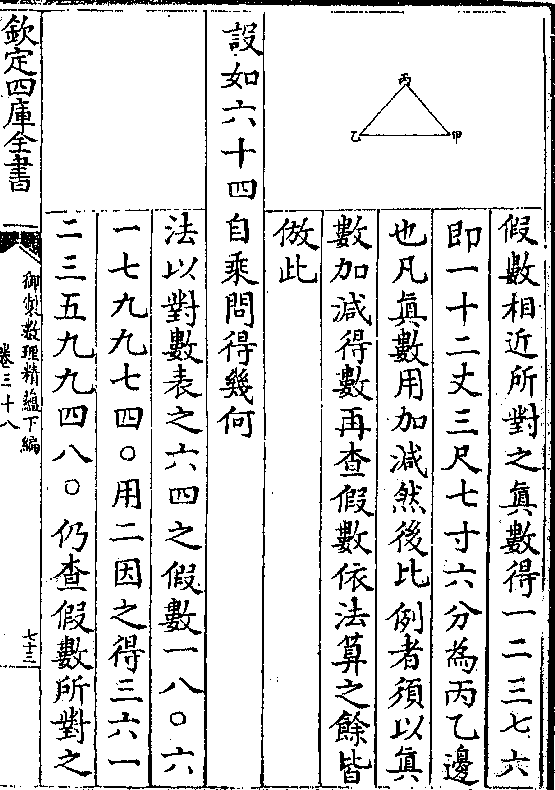 丙
乙
甲
假數相近所對之眞數得一二三七六
即一十二丈三尺七寸六分為丙乙邊
也凡眞數用加減然後比例者須以眞
數加減得數再查假數依法算之餘皆
倣此
設如六十四自乘問得幾何
法以對數表之六四之假數一八〇六
一七九九七四〇用二因之得三六一
二三五九九四八〇仍查假數所對之
欽定四庫全書
御製數理精蘊下編
卷三十八
七十三